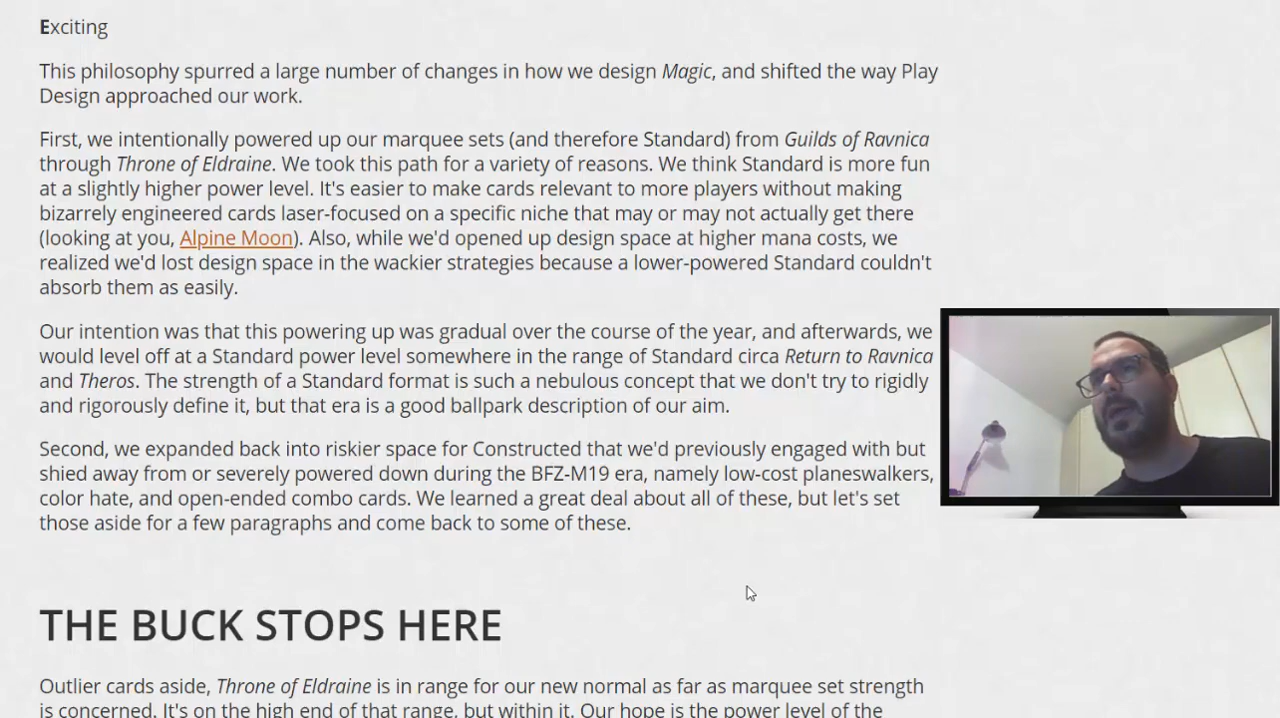 Exciting
This philosophy spurred a large number of changes in how we design Magic, and shifted the way Play
Design approached our work.
First, we intentionally powered up our marquee sets (and therefore Standard) from Guilds of Ravnica
through Throne of Eldraine. We took this path for a variety of reasons. We think Standard is more fun
at a slightly higher power level. It's easier to make cards relevant to more players without making
bizarrely engineered cards laser-focused on a specific niche that may or may not actually get there
(looking at you, Alpine Moon). Also, while we'd opened up design space at higher mana costs, we
realized we'd lost design space in the wackier strategies because a lower-powered Standard couldn't
absorb them as easily.
Our intention was that this powering up was gradual over the course of the year, and afterwards, we
would level off at a Standard power level somewhere in the range of Standard circa Return to Ravnica
and Theros. The strength of a Standard format is such a nebulous concept that we don't try to rigidly
and rigorously define it, but that era is a good ballpark description of our aim.
Second, we expanded back into riskier space for Constructed that we'd previously engaged with but
shied away from or severely powered down during the BFZ-M19 era, namely low-cost planeswalkers,
color hate, and open-ended combo cards. We learned a great deal about all of these, but let's set
those aside for a few paragraphs and come back to some of these.
THE BUCK STOPS HERE
Outlier cards aside, Throne of Eldraine is in range for our new normal as far as marquee set strength
is concerned. It's on the high end of that range, but within it. Our hope is the power level of the